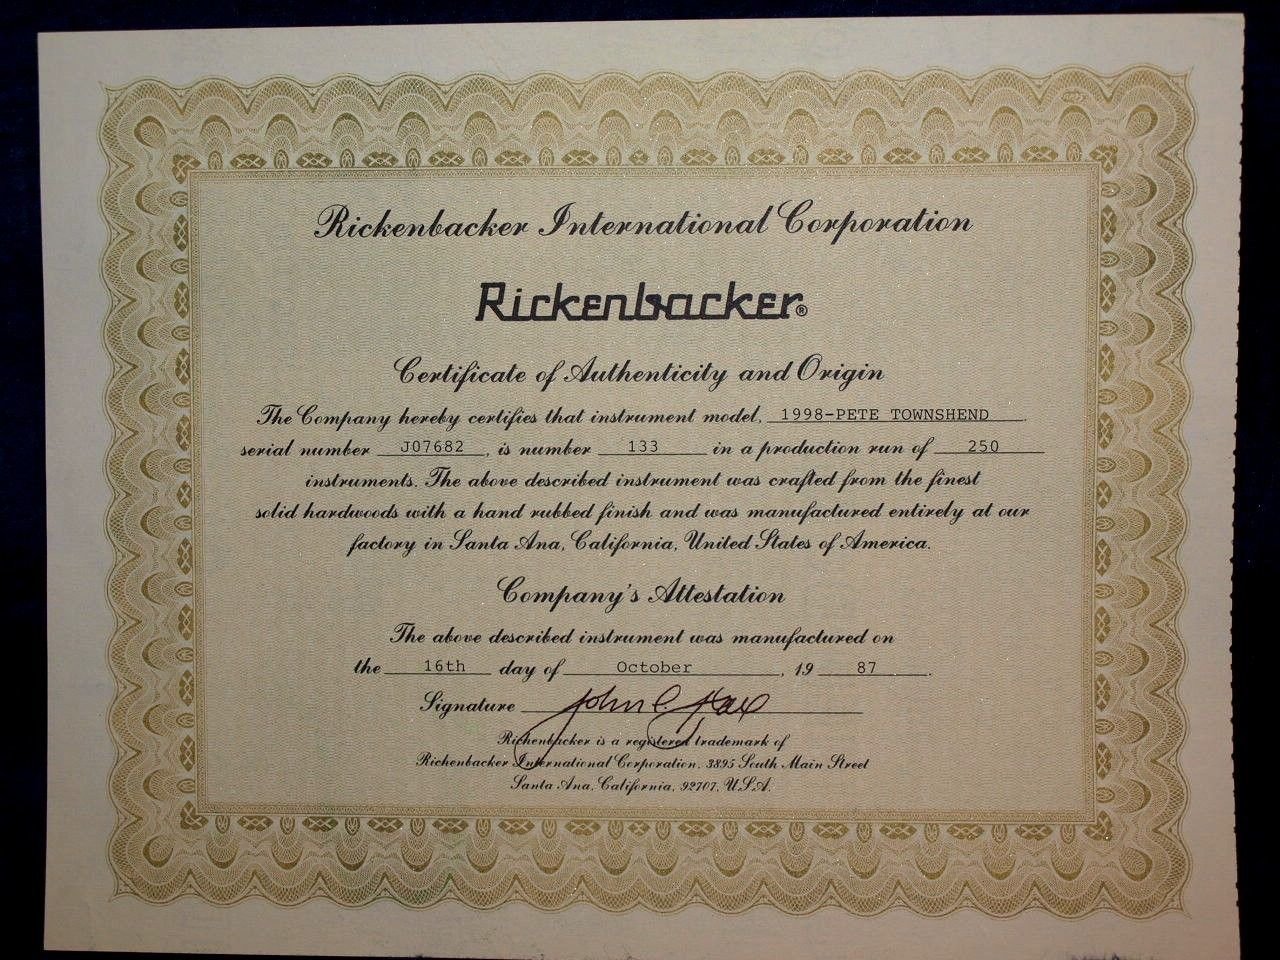 Rickenbacker International Corporation
Rickenbacker®
Certificate of Authenticity and Origin
The Company hereby certifies that instrument model, 1998-PETE TOWNSHEND.
serial number J07682, is number 133 in a production run of 250
instruments. The above described instrument was crafted from the finest
solid hardwoods with a hand rubbed finish and was manufactured entirely at our
factory in Santa Ana, California, United States of America.
Company's Attestation
The above described instrument was manufactured on
the 16th day of October, 19 87.
Signature John C Hall
Rickenbacker is a registered trademark of
Rickenbacker International Corporation, 3895 South Main Street
Santa Ana, California, 92707, U.S.A.